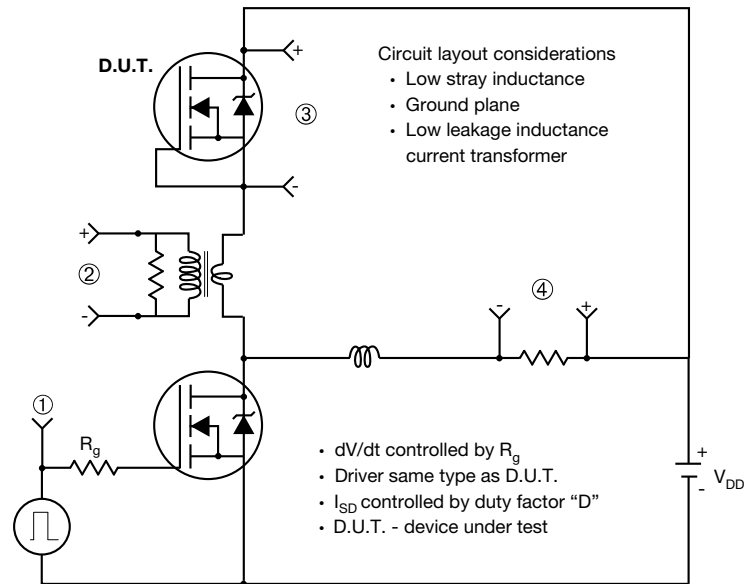 D.U.T.
+
Circuit layout considerations
• Low stray inductance
• Ground plane
③
• Low leakage inductance
current transformer
-
+
②
-
④
-
+
①
R_g
• dV/dt controlled by R_g
• Driver same type as D.U.T.
• I_SD controlled by duty factor “D”
• D.U.T. - device under test
+
-
V_DD